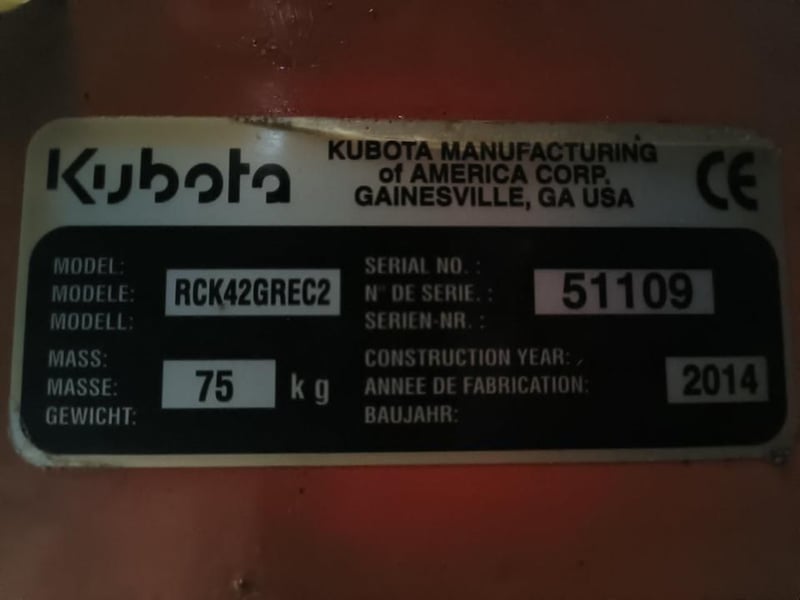 Kubota
KUBOTA MANUFACTURING
of AMERICA CORP.
GAINESVILLE, GA USA
CE
MODEL:
MODELE:
MODELL:
RCK42GREC2
SERIAL NO. :
N° DE SERIE. :
SERIEN-NR. :
51109
MASS:
MASSE:
GEWICHT:
75 kg
CONSTRUCTION YEAR:
ANNEE DE FABRICATION:
BAUJAHR:
2014